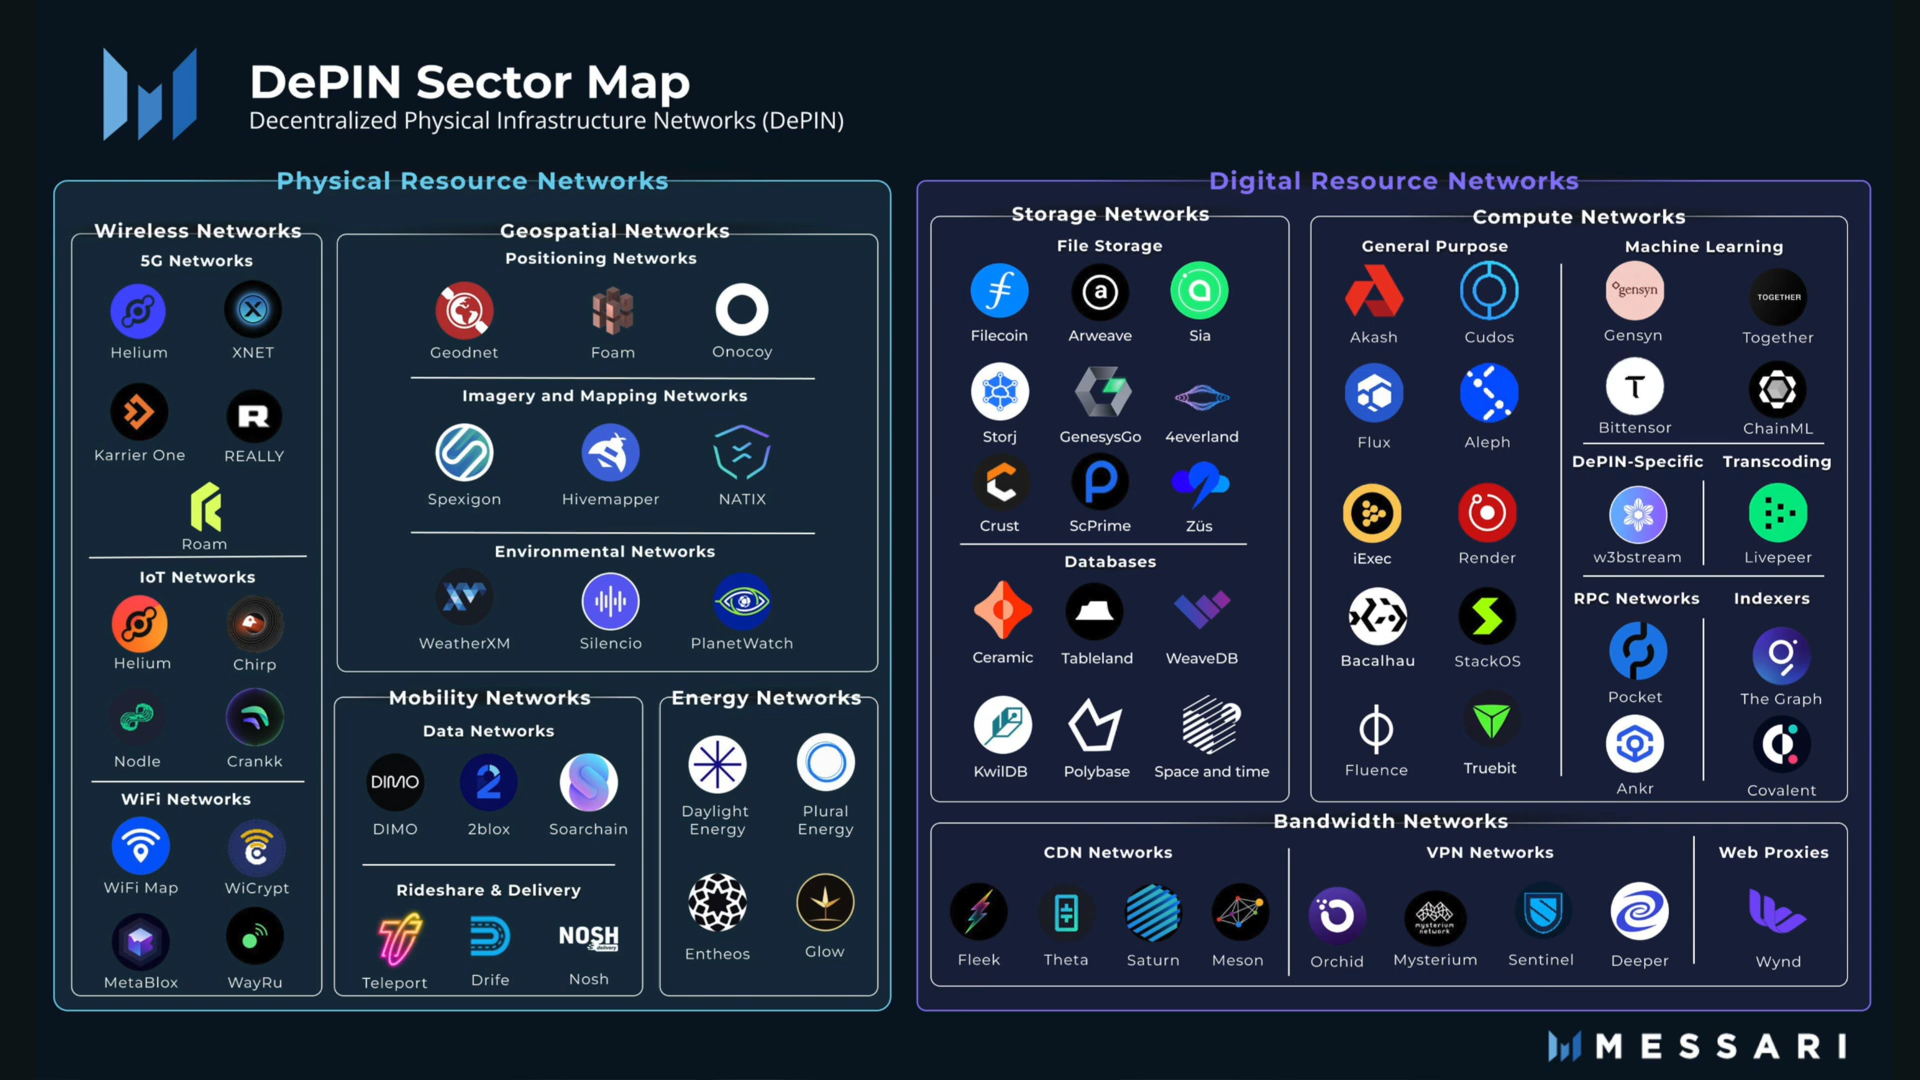 DePIN Sector Map
Decentralized Physical Infrastructure Networks (DePIN)
Physical Resource Networks
Wireless Networks
5G Networks
Helium
XNET
Karrier One
R
REALLY
Roam
IoT Networks
Helium
Chirp
Nodle
Crankk
WiFi Networks
WiFi Map
WiCrypt
MetaBlox
WayRu
Geospatial Networks
Positioning Networks
Geodnet
Foam
Onocoy
Imagery and Mapping Networks
Spexigon
Hivemapper
NATIX
Environmental Networks
WeatherXM
Silencio
PlanetWatch
Mobility Networks
Data Networks
DIMO
2
DIMO
2blox
Soarchain
Rideshare & Delivery
NOSH
delivery
Teleport
Drife
Nosh
Energy Networks
Daylight
Energy
Plural
Energy
Entheos
Glow
Digital Resource Networks
Storage Networks
File Storage
Filecoin
Arweave
Sia
Storj
GenesysGo
4everland
Crust
ScPrime
Züs
Databases
Ceramic
Tableland
WeaveDB
KwilDB
Polybase
Space and time
Compute Networks
General Purpose
Akash
Cudos
Flux
Aleph
iExec
Render
Bacalhau
StackOS
Fluence
Truebit
Machine Learning
gensyn
TOGETHER
Gensyn
Together
Bittensor
ChainML
DePIN-Specific
w3bstream
Transcoding
Livepeer
RPC Networks
Pocket
Ankr
Indexers
The Graph
Covalent
Bandwidth Networks
CDN Networks
Fleek
Theta
Saturn
Meson
VPN Networks
mysterium
network
Orchid
Mysterium
Sentinel
Deeper
Web Proxies
Wynd
MESSARI